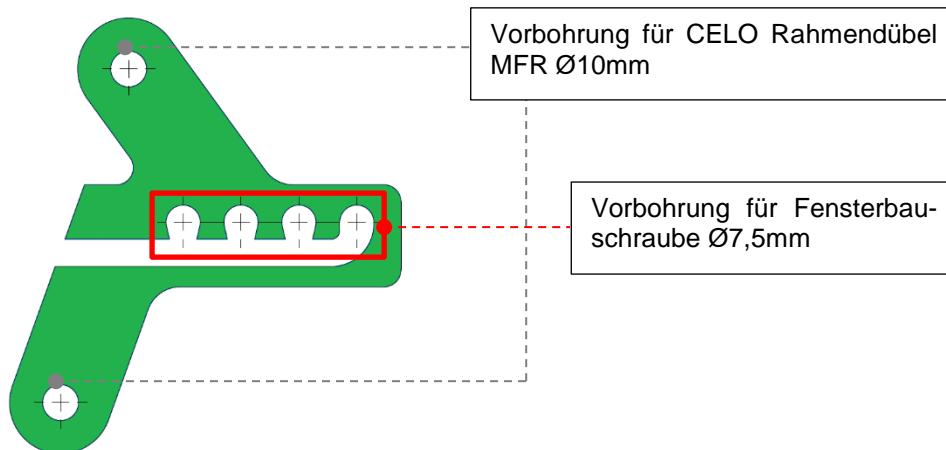 Vorbohrung für CELO Rahmendübel
MFR Ø10mm
Vorbohrung für Fensterbau-
schraube Ø7,5mm